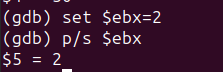 (gdb) set $ebx=2
(gdb) p/s $ebx
$5 = 2